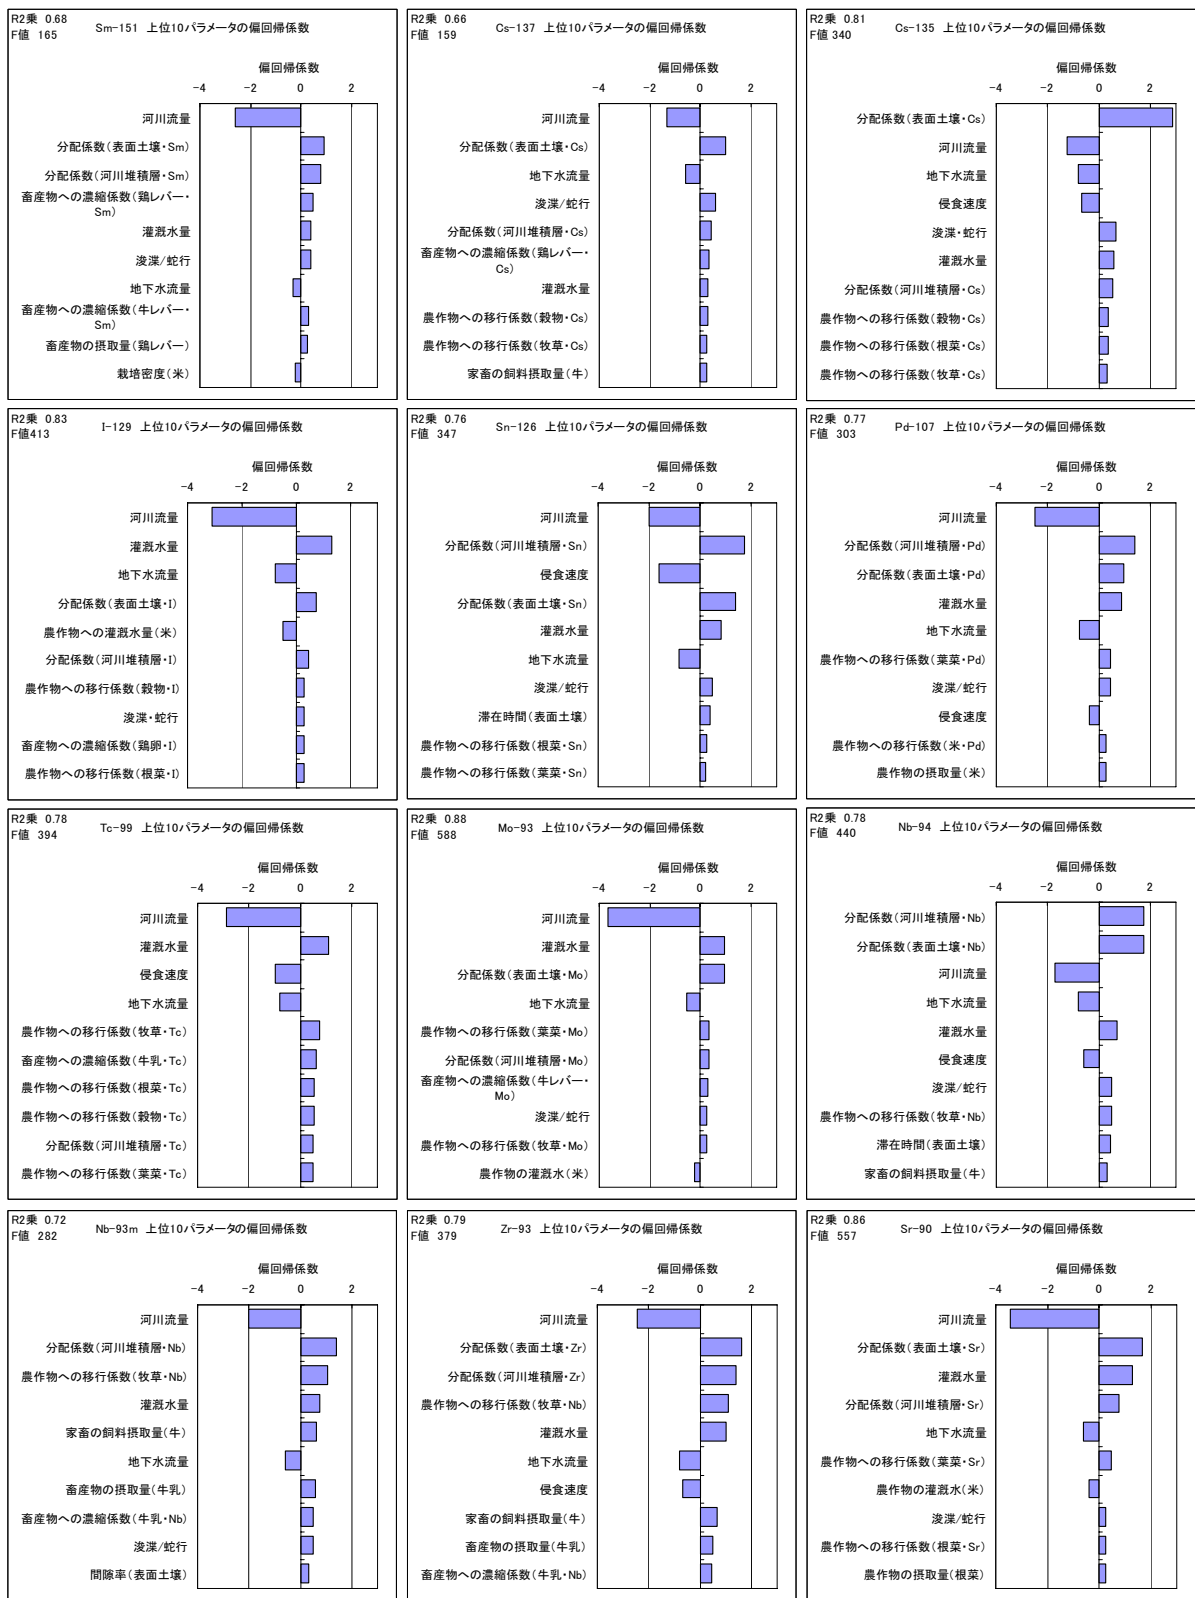 R2乗 0.68
F値 165
Sm-151 上位10パラメータの偏回帰係数
偏回帰係数
-4 -2 0 2
河川流量
分配係数(表面土壌・Sm)
分配係数(河川堆積層・Sm)
畜産物への濃縮係数(鶏レバー・
Sm)
灌漑水量
浚渫/蛇行
地下水流量
畜産物への濃縮係数(牛レバー・
Sm)
畜産物の摂取量(鶏レバー)
栽培密度(米)
R2乗 0.66
F値 159
Cs-137 上位10パラメータの偏回帰係数
偏回帰係数
-4 -2 0 2
河川流量
分配係数(表面土壌・Cs)
地下水流量
浚渫/蛇行
分配係数(河川堆積層・Cs)
畜産物への濃縮係数(鶏レバー・
Cs)
灌漑水量
農作物への移行係数(穀物・Cs)
農作物への移行係数(牧草・Cs)
家畜の飼料摂取量(牛)
R2乗 0.81
F値 340
Cs-135 上位10パラメータの偏回帰係数
偏回帰係数
-4 -2 0 2
分配係数(表面土壌・Cs)
河川流量
地下水流量
侵食速度
浚渫・蛇行
灌漑水量
分配係数(河川堆積層・Cs)
農作物への移行係数(穀物・Cs)
農作物への移行係数(根菜・Cs)
農作物への移行係数(牧草・Cs)
R2乗 0.83
F値413
I-129 上位10パラメータの偏回帰係数
偏回帰係数
-4 -2 0 2
河川流量
灌漑水量
地下水流量
分配係数(表面土壌・I)
農作物への灌漑水量(米)
分配係数(河川堆積層・I)
農作物への移行係数(穀物・I)
浚渫・蛇行
畜産物への濃縮係数(鶏卵・I)
農作物への移行係数(根菜・I)
R2乗 0.76
F値 347
Sn-126 上位10パラメータの偏回帰係数
偏回帰係数
-4 -2 0 2
河川流量
分配係数(河川堆積層・Sn)
侵食速度
分配係数(表面土壌・Sn)
灌漑水量
地下水流量
浚渫/蛇行
滞在時間(表面土壌)
農作物への移行係数(根菜・Sn)
農作物への移行係数(葉菜・Sn)
R2乗 0.77
F値 303
Pd-107 上位10パラメータの偏回帰係数
偏回帰係数
-4 -2 0 2
河川流量
分配係数(河川堆積層・Pd)
分配係数(表面土壌・Pd)
灌漑水量
地下水流量
農作物への移行係数(葉菜・Pd)
浚渫/蛇行
侵食速度
農作物への移行係数(米・Pd)
農作物の摂取量(米)
R2乗 0.78
F値 394
Tc-99 上位10パラメータの偏回帰係数
偏回帰係数
-4 -2 0 2
河川流量
灌漑水量
侵食速度
地下水流量
農作物への移行係数(牧草・Tc)
畜産物への濃縮係数(牛乳・Tc)
農作物への移行係数(根菜・Tc)
農作物への移行係数(穀物・Tc)
分配係数(河川堆積層・Tc)
農作物への移行係数(葉菜・Tc)
R2乗 0.88
F値 588
Mo-93 上位10パラメータの偏回帰係数
偏回帰係数
-4 -2 0 2
河川流量
灌漑水量
分配係数(表面土壌・Mo)
地下水流量
農作物への移行係数(葉菜・Mo)
分配係数(河川堆積層・Mo)
畜産物への濃縮係数(牛レバー・
Mo)
浚渫/蛇行
農作物への移行係数(牧草・Mo)
農作物の灌漑水(米)
R2乗 0.78
F値 440
Nb-94 上位10パラメータの偏回帰係数
偏回帰係数
-4 -2 0 2
分配係数(河川堆積層・Nb)
分配係数(表面土壌・Nb)
河川流量
地下水流量
灌漑水量
侵食速度
浚渫/蛇行
農作物への移行係数(牧草・Nb)
滞在時間(表面土壌)
家畜の飼料摂取量(牛)
R2乗 0.72
F値 282
Nb-93m 上位10パラメータの偏回帰係数
偏回帰係数
-4 -2 0 2
河川流量
分配係数(河川堆積層・Nb)
農作物への移行係数(牧草・Nb)
灌漑水量
家畜の飼料摂取量(牛)
地下水流量
畜産物の摂取量(牛乳)
畜産物への濃縮係数(牛乳・Nb)
浚渫/蛇行
間隙率(表面土壌)
R2乗 0.79
F値 379
Zr-93 上位10パラメータの偏回帰係数
偏回帰係数
-4 -2 0 2
河川流量
分配係数(表面土壌・Zr)
分配係数(河川堆積層・Zr)
農作物への移行係数(牧草・Nb)
灌漑水量
地下水流量
侵食速度
家畜の飼料摂取量(牛)
畜産物の摂取量(牛乳)
畜産物への濃縮係数(牛乳・Nb)
R2乗 0.86
F値 557
Sr-90 上位10パラメータの偏回帰係数
偏回帰係数
-4 -2 0 2
河川流量
分配係数(表面土壌・Sr)
灌漑水量
分配係数(河川堆積層・Sr)
地下水流量
農作物への移行係数(葉菜・Sr)
農作物の灌漑水(米)
浚渫/蛇行
農作物への移行係数(根菜・Sr)
農作物の摂取量(根菜)